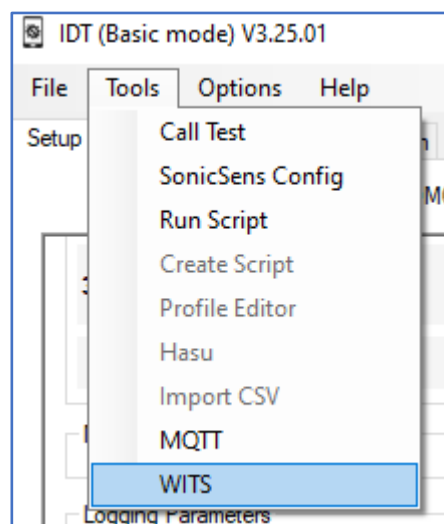 IDT (Basic mode) V3.25.01
File Tools Options Help
Setup
Call Test
SonicSens Config
Run Script
Create Script
Profile Editor
Hasu
Import CSV
MQTT
WITS
Logging Parameters